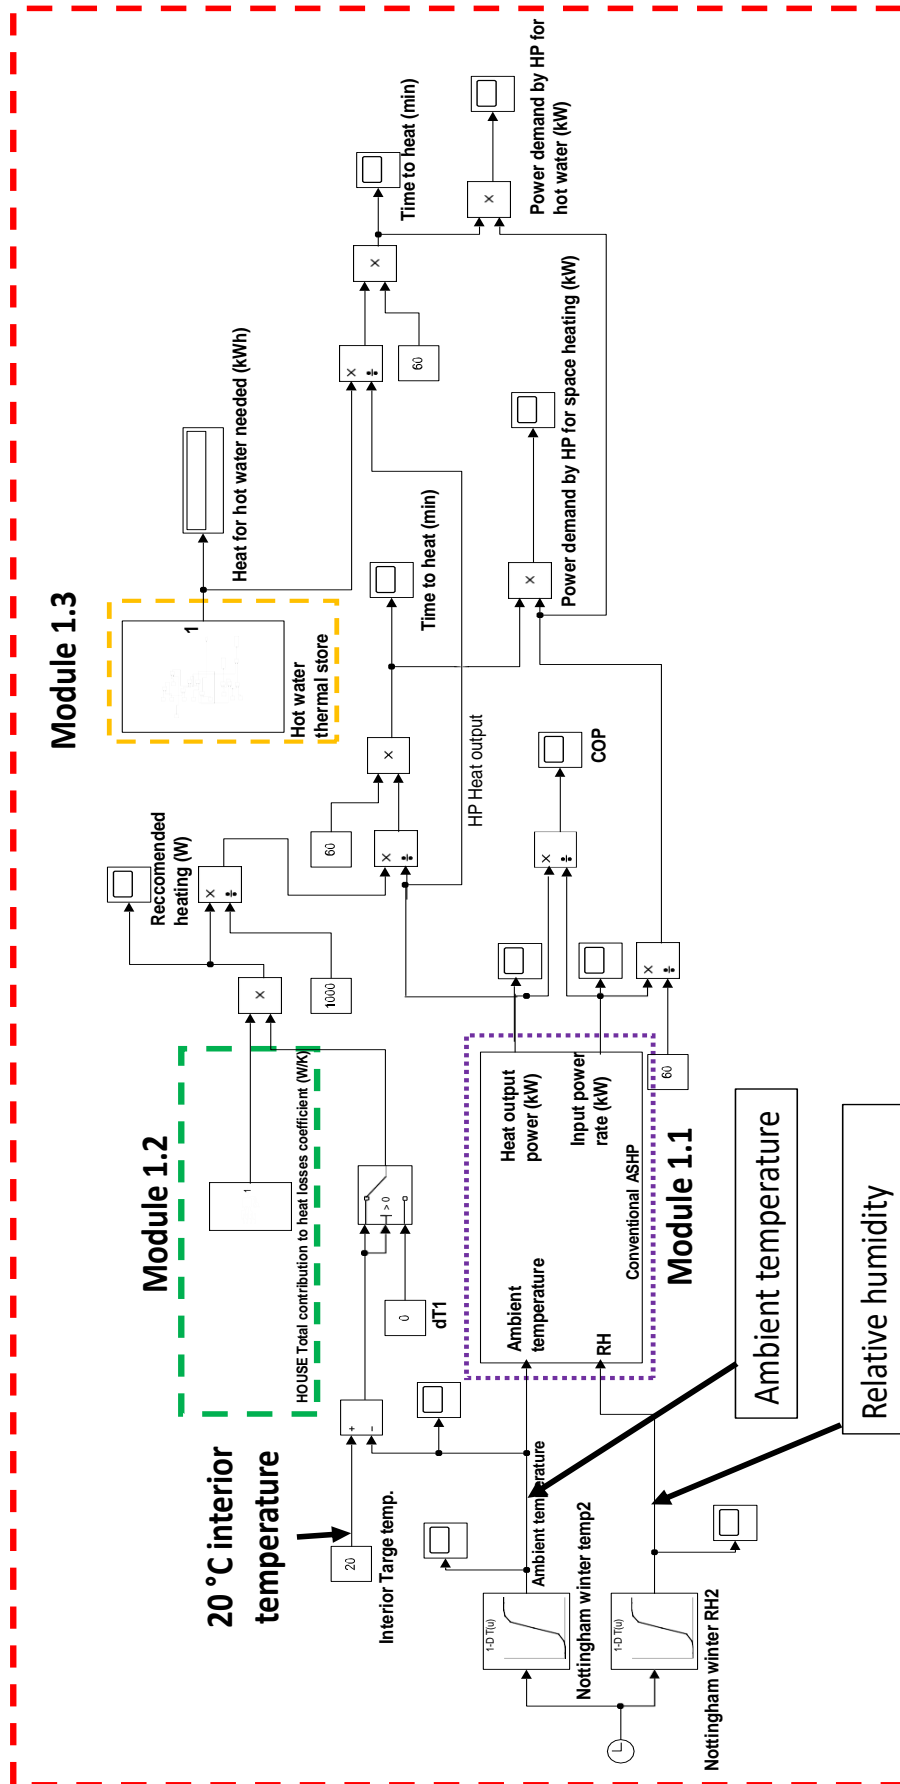 Module 1.3
Module 1.2
Module 1.1
20 °C interior
temperature
20
Interior Targe temp.
+
−
HOUSE Total contribution to heat losses coefficient (W/K)
1
> 0
0
dT1
x
1000
Reccomended
heating (W)
x
÷
60
x
÷
x
Time to heat (min)
Hot water
thermal store
1
Heat for hot water needed (kWh)
x
÷
60
x
Time to heat (min)
x
Power demand by HP for
hot water (kW)
HP Heat output
x
Power demand by HP for space heating (kW)
x
÷
COP
x
÷
60
Heat output
power (kW)
Input power
rate (kW)
Ambient
temperature
RH
Conventional ASHP
Ambient temperature
1-D T(u)
Nottingham winter temp2
1-D T(u)
Nottingham winter RH2
Ambient temperature
Relative humidity